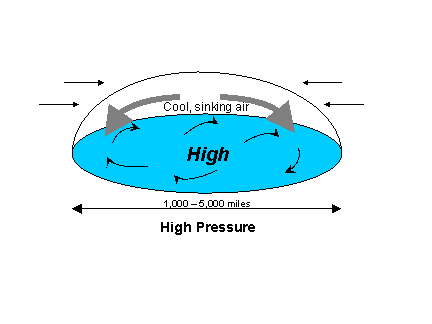 Cool, sinking air
High
1,000 – 5,000 miles
High Pressure